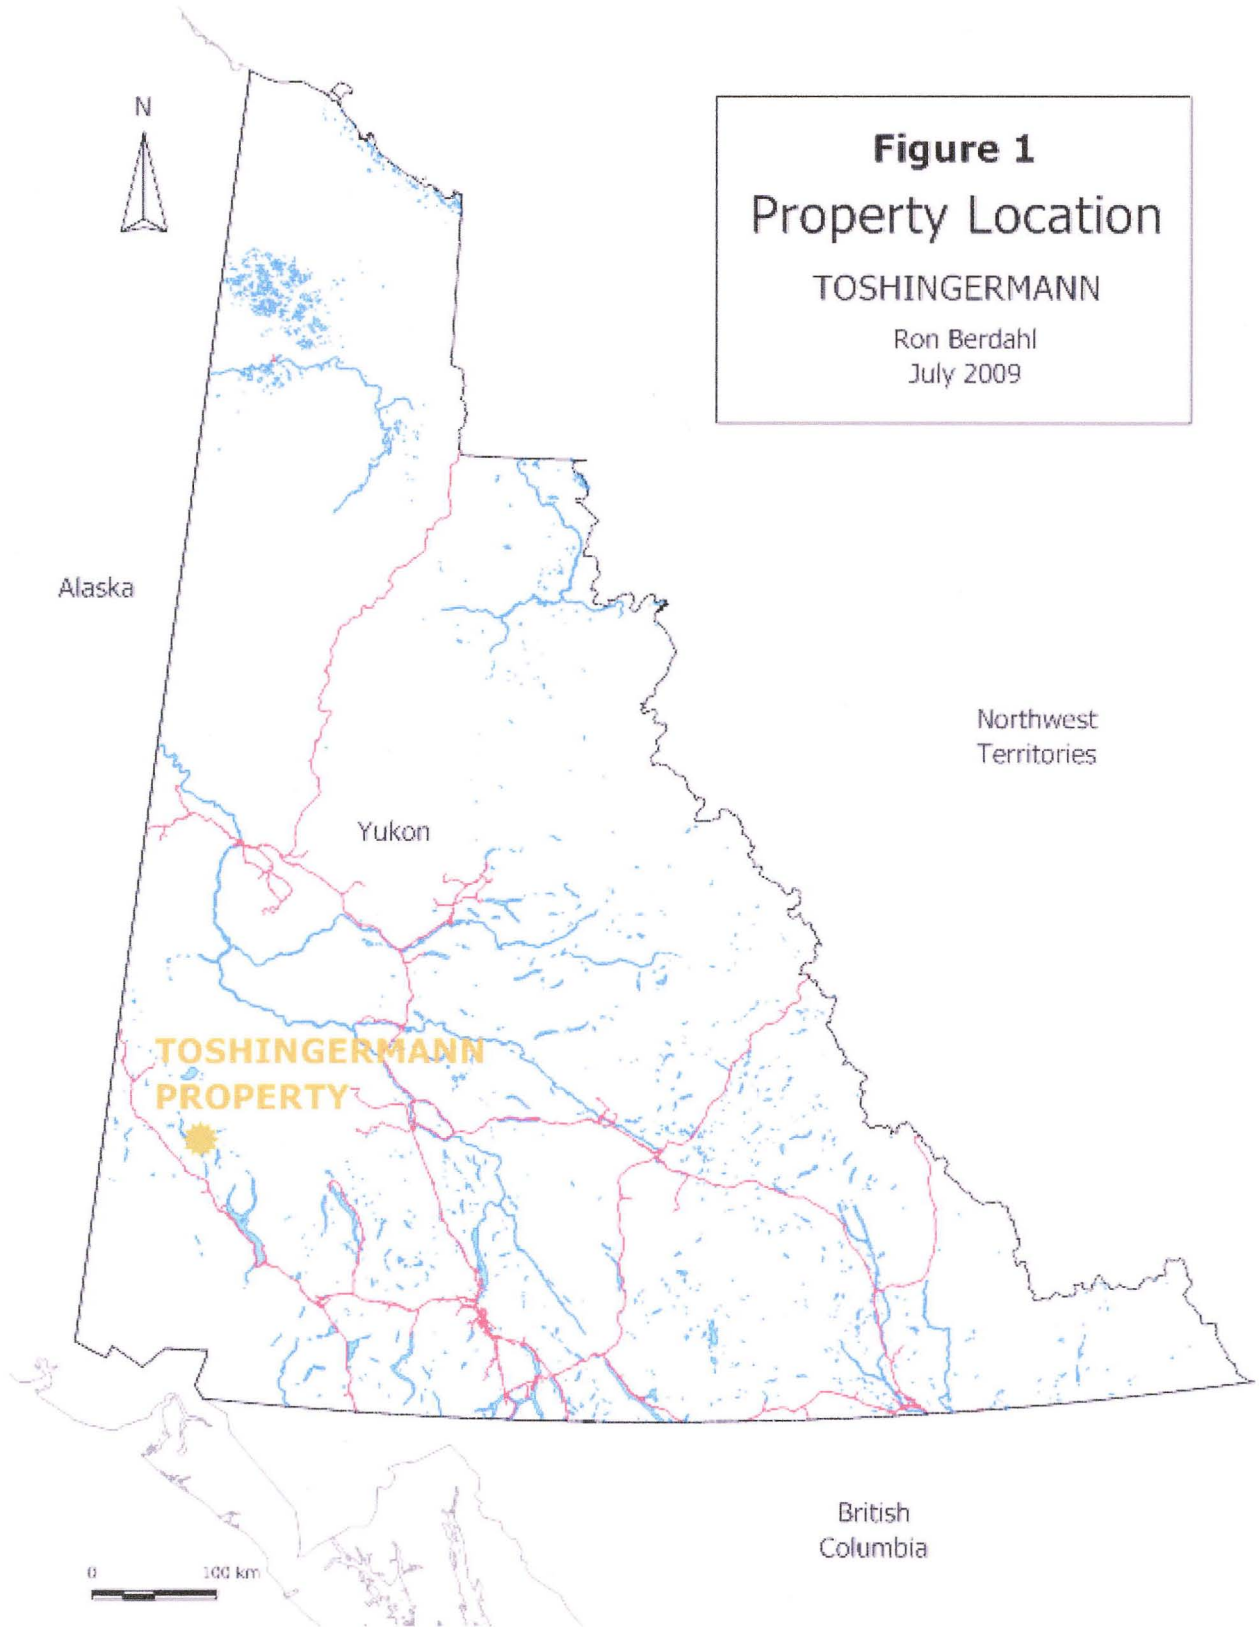 N
Figure 1
Property Location
TOSHINGERMANN
Ron Berdahl
July 2009
Alaska
Northwest
Territories
Yukon
TOSHINGERMANN
PROPERTY
British
Columbia
0 100 km